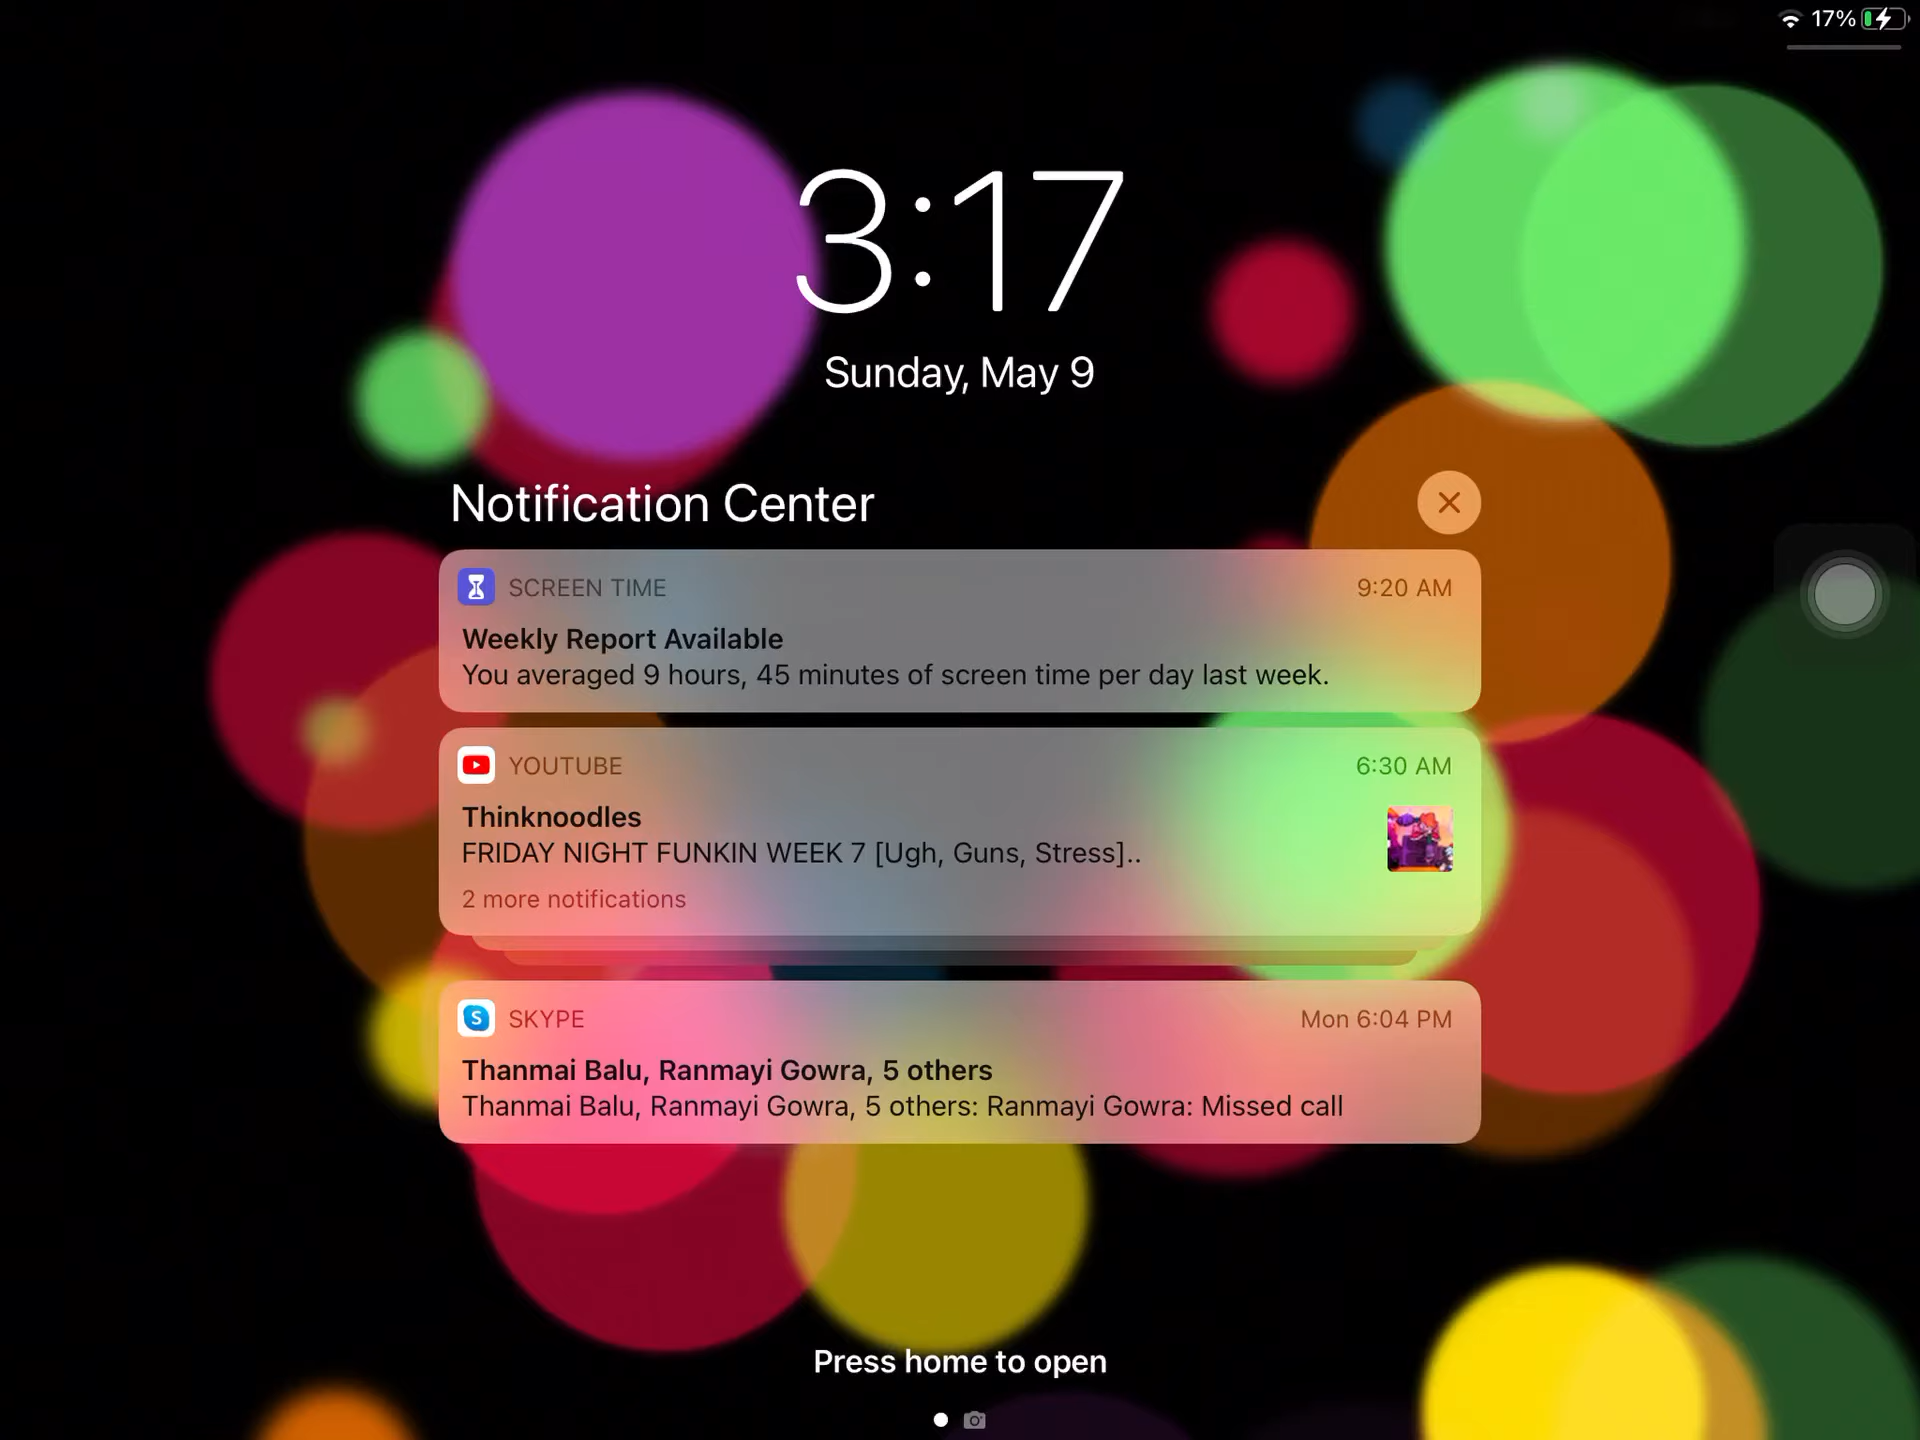 17%
3:17
Sunday, May 9
Notification Center
SCREEN TIME 9:20 AM
Weekly Report Available
You averaged 9 hours, 45 minutes of screen time per day last week.
YOUTUBE 6:30 AM
Thinknoodles
FRIDAY NIGHT FUNKIN WEEK 7 [Ugh, Guns, Stress]..
2 more notifications
SKYPE Mon 6:04 PM
Thanmai Balu, Ranmayi Gowra, 5 others
Thanmai Balu, Ranmayi Gowra, 5 others: Ranmayi Gowra: Missed call
Press home to open